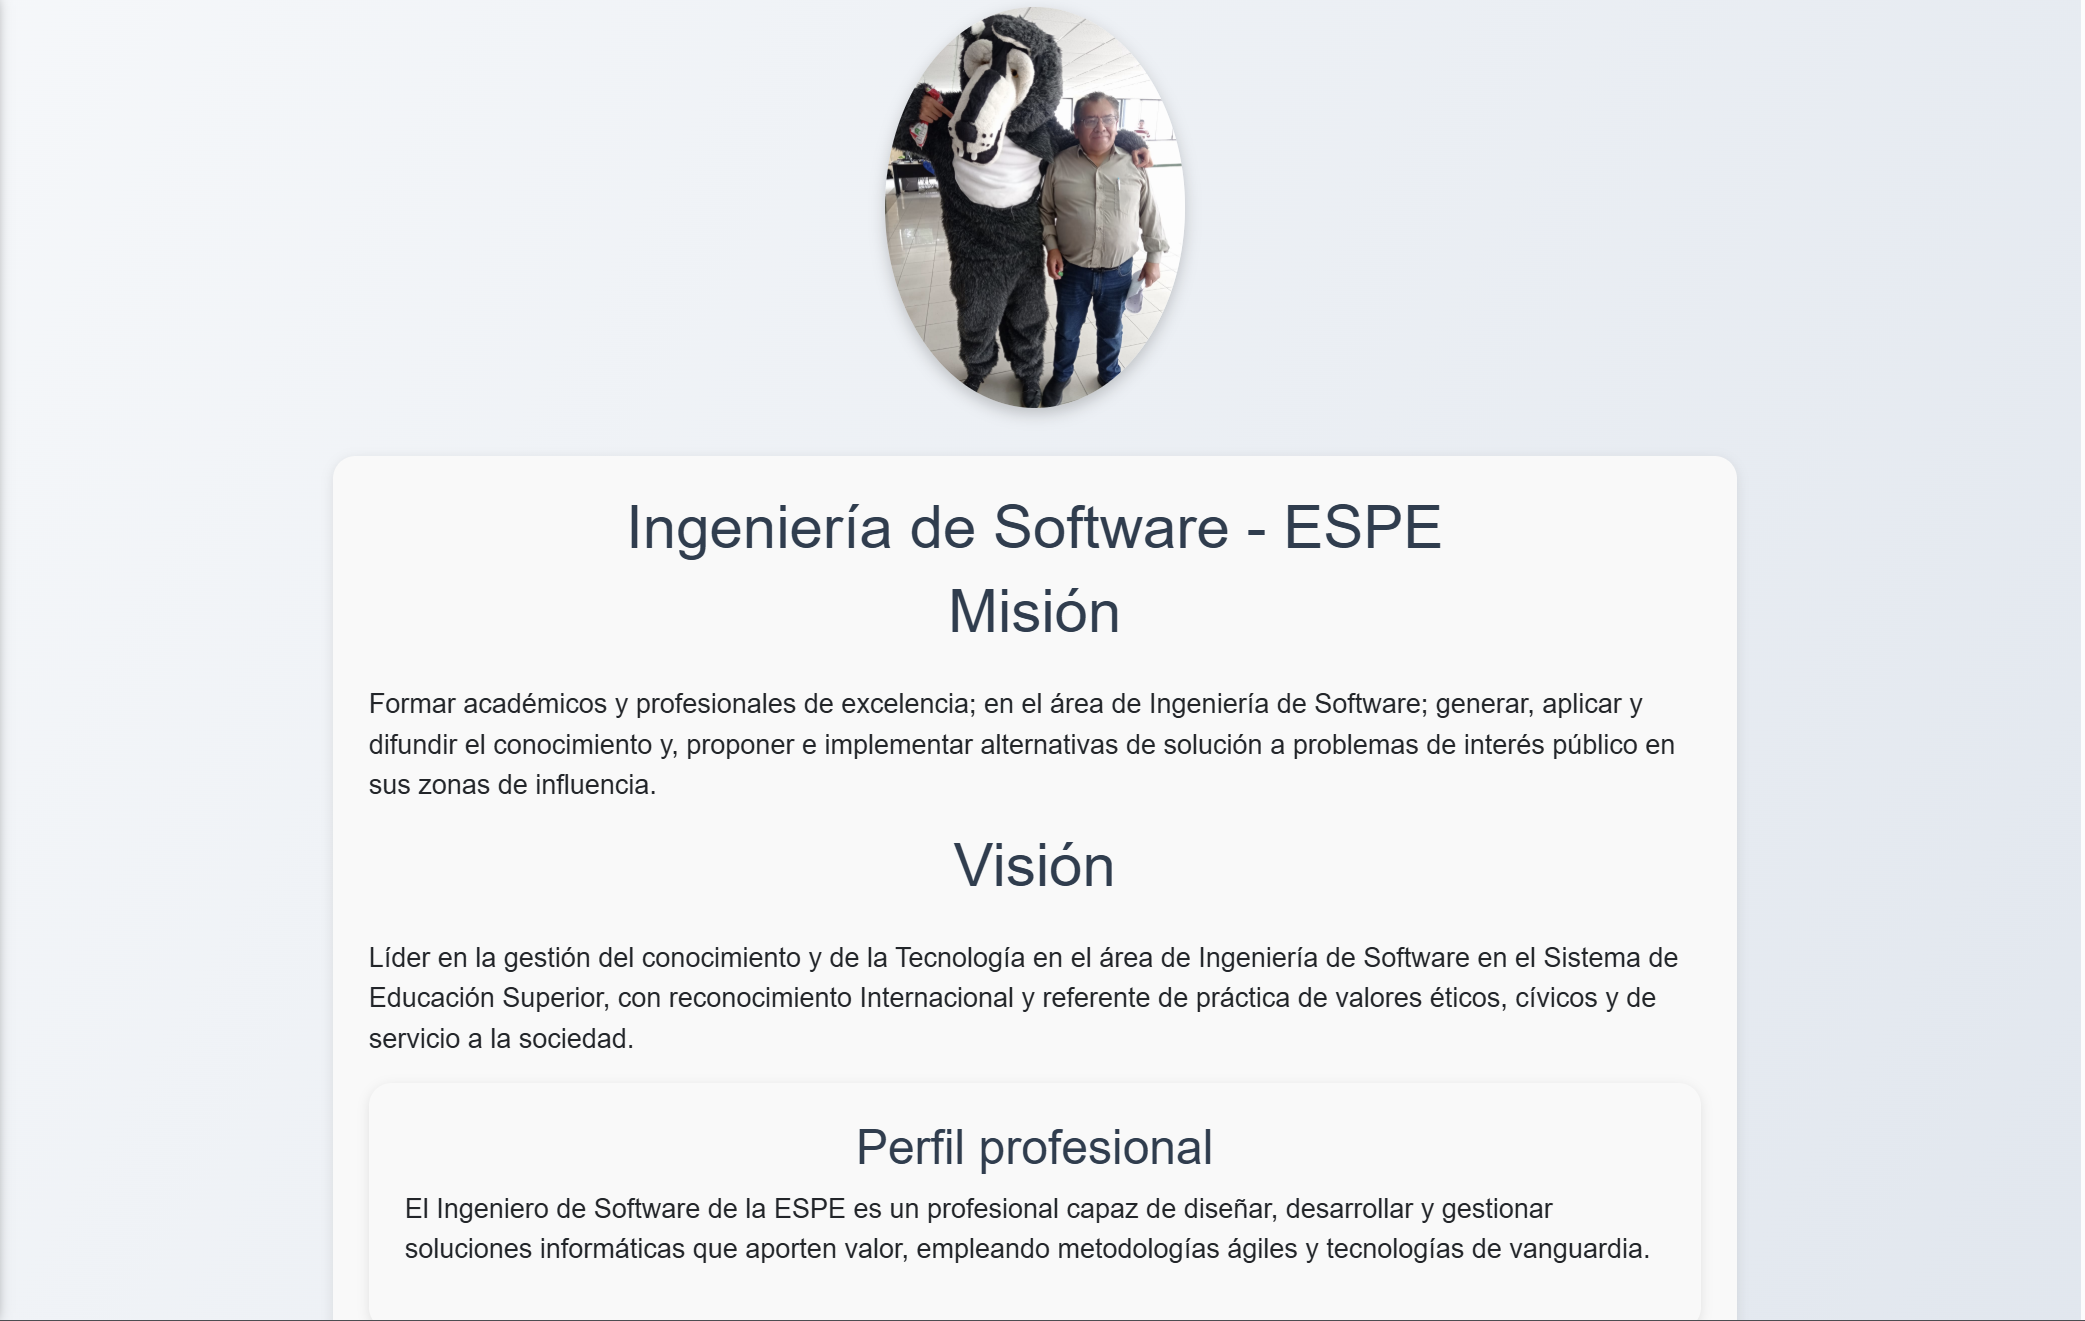 Ingeniería de Software - ESPE
Misión
Formar académicos y profesionales de excelencia; en el área de Ingeniería de Software; generar, aplicar y
difundir el conocimiento y, proponer e implementar alternativas de solución a problemas de interés público en
sus zonas de influencia.
Visión
Líder en la gestión del conocimiento y de la Tecnología en el área de Ingeniería de Software en el Sistema de
Educación Superior, con reconocimiento Internacional y referente de práctica de valores éticos, cívicos y de
servicio a la sociedad.
Perfil profesional
El Ingeniero de Software de la ESPE es un profesional capaz de diseñar, desarrollar y gestionar
soluciones informáticas que aporten valor, empleando metodologías ágiles y tecnologías de vanguardia.